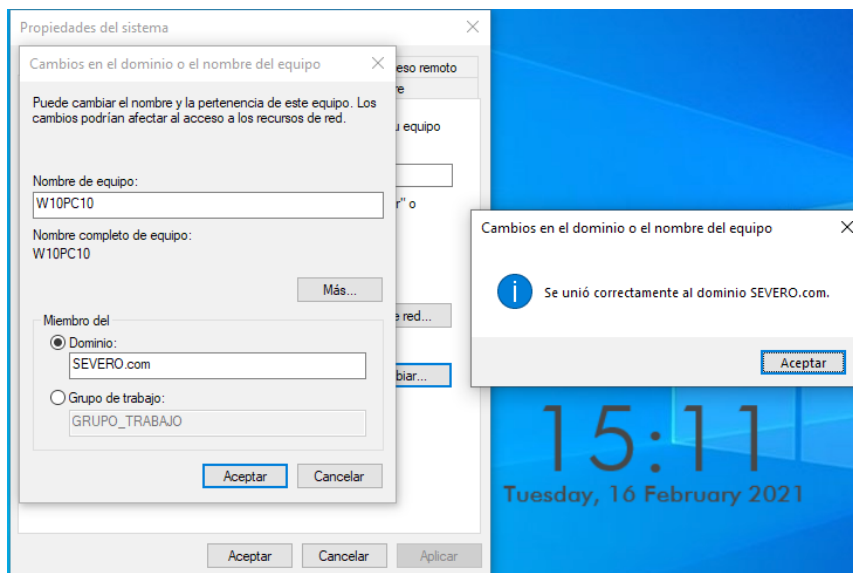 Propiedades del sistema
Cambios en el dominio o el nombre del equipo
eso remoto
re
Puede cambiar el nombre y la pertenencia de este equipo. Los
cambios podrían afectar al acceso a los recursos de red.
u equipo
Nombre de equipo:
W10PC10
r" o
Nombre completo de equipo:
W10PC10
Más...
e red...
Miembro del
Dominio:
SEVERO.com
biar...
Grupo de trabajo:
GRUPO_TRABAJO
Aceptar
Cancelar
Aceptar
Cancelar
Aplicar
Cambios en el dominio o el nombre del equipo
Se unió correctamente al dominio SEVERO.com.
Aceptar
15:11
Tuesday, 16 February 2021